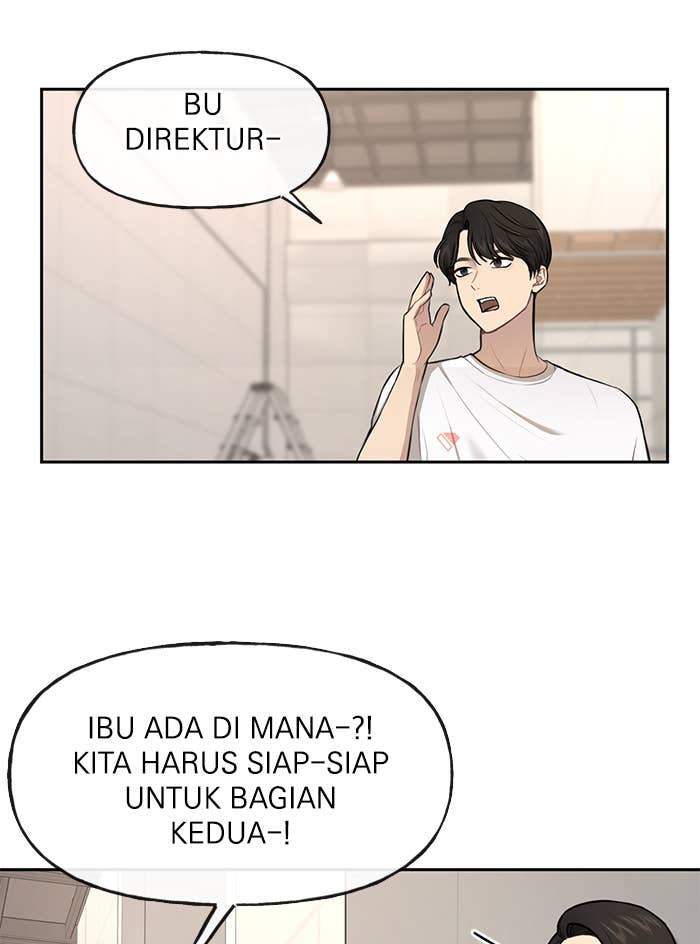 BU
DIREKTUR-
IBU ADA DI MANA-?!
KITA HARUS SIAP-SIAP
UNTUK BAGIAN
KEDUA-!